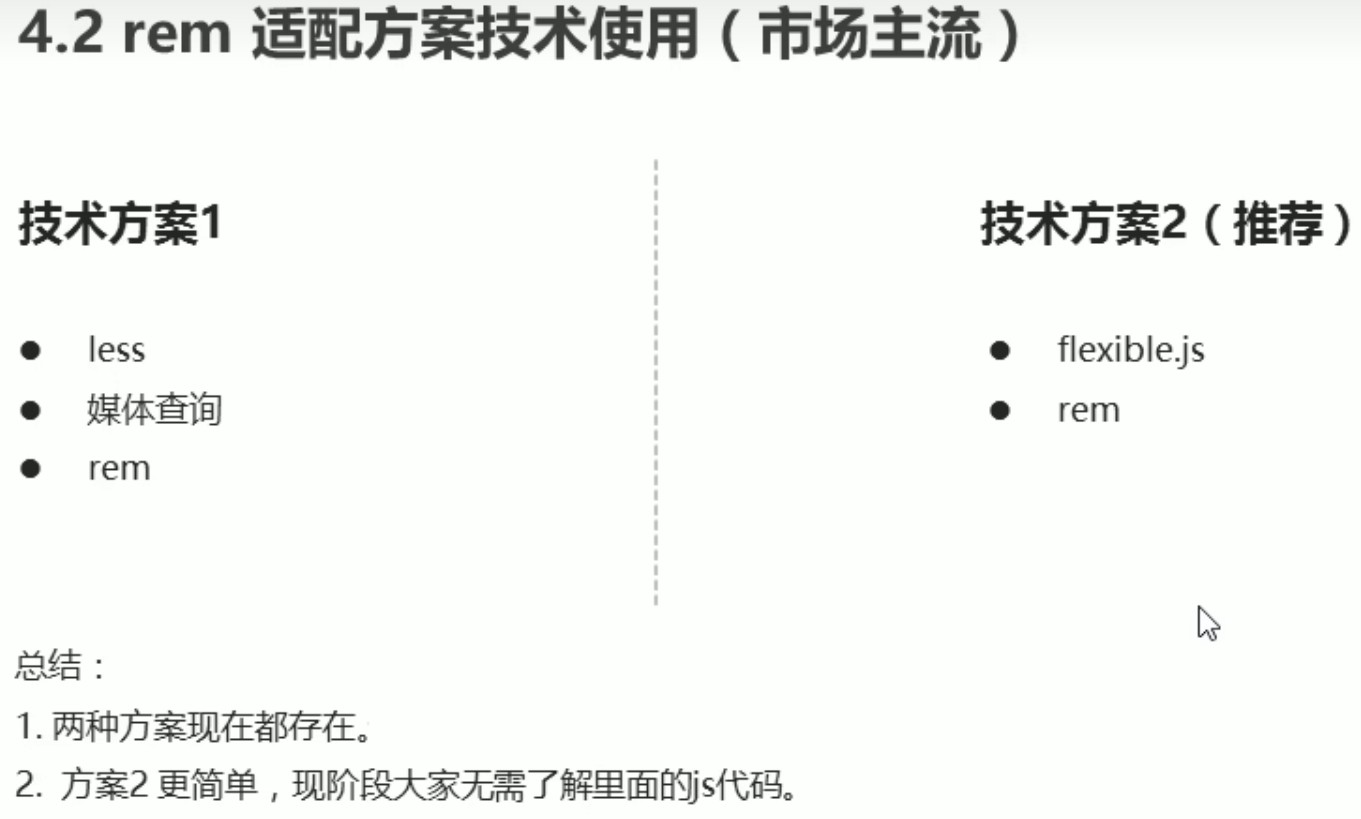 4.2 rem 适配方案技术使用（市场主流）
技术方案1
● less
● 媒体查询
● rem
技术方案2（推荐）
● flexible.js
● rem
总结：
1. 两种方案现在都存在。
2. 方案2 更简单，现阶段大家无需了解里面的js代码。